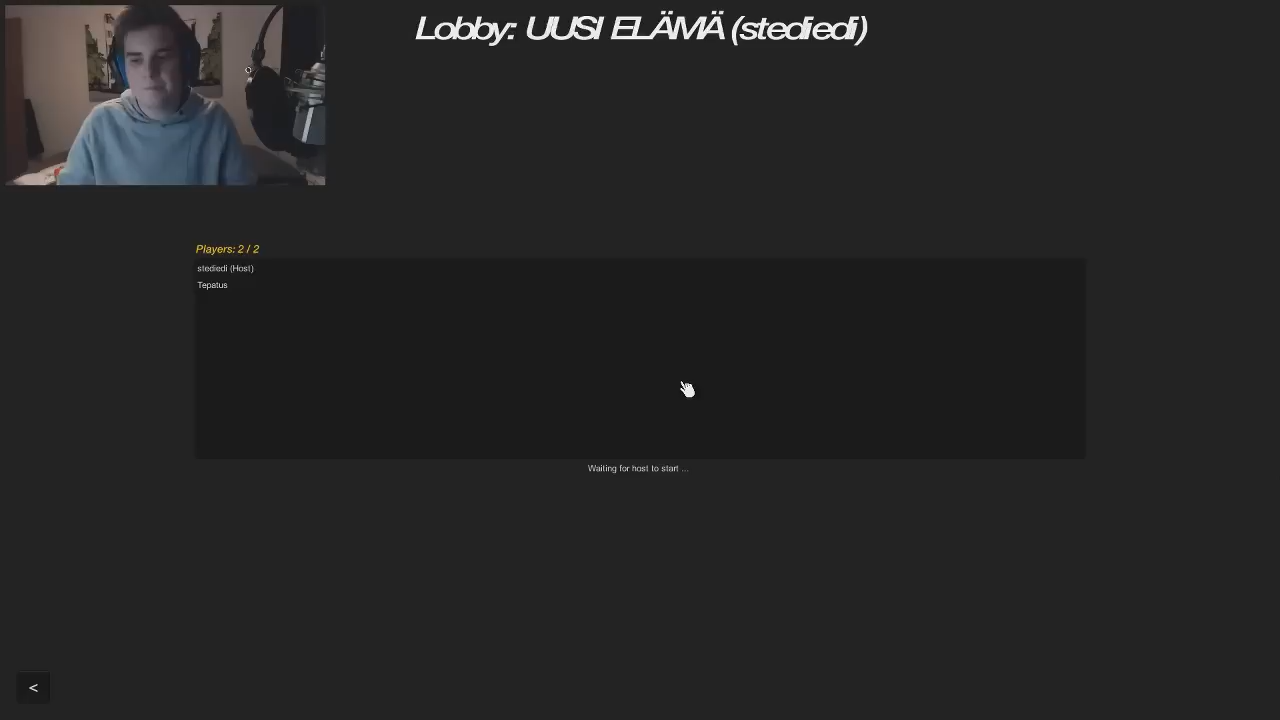 Lobby: UUSI ELÄMÄ (stediedi)
Players: 2 / 2
stediedi (Host)
Tepatus
Waiting for host to start ...
<